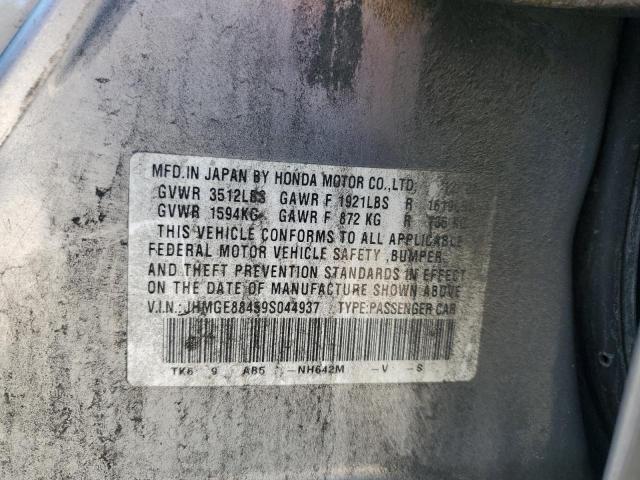 MFD.IN JAPAN BY HONDA MOTOR CO.,LTD.
GVWR 3512LBS GAWR F 1921LBS R
GVWR 1594KG GAWR F 872 KG R KG
THIS VEHICLE CONFORMS TO ALL APPLICABLE
FEDERAL MOTOR VEHICLE SAFETY ,BUMPER,
AND THEFT PREVENTION STANDARDS IN EFFECT
ON THE DATE OF MANUFACTURE SHOWN ABOVE
V.I.N.: JHMGE88459S044937 TYPE:PASSENGER CAR
TK6 9 AB5 -NH642M -V -S